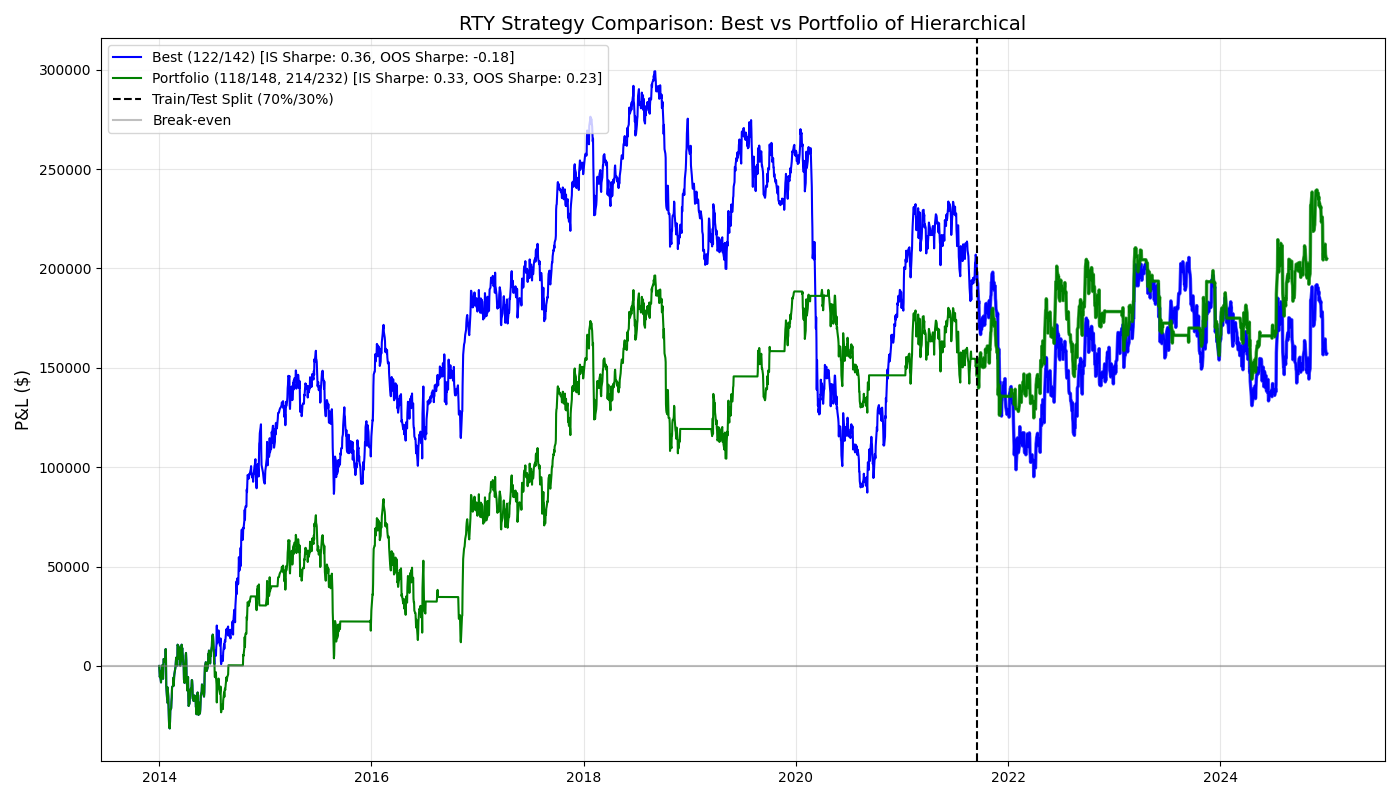 RTY Strategy Comparison: Best vs Portfolio of Hierarchical
Best (122/142) [IS Sharpe: 0.36, OOS Sharpe: -0.18]
Portfolio (118/148, 214/232) [IS Sharpe: 0.33, OOS Sharpe: 0.23]
Train/Test Split (70%/30%)
Break-even
P&L ($)
300000
250000
200000
150000
100000
50000
0
2014 2016 2018 2020 2022 2024